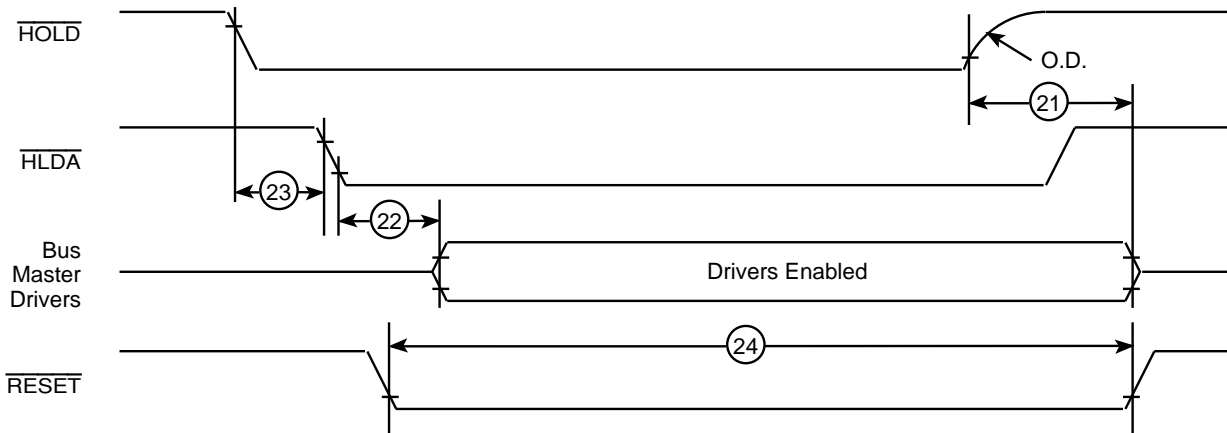 HOLD
O.D.
21
HLDA
23
22
Bus
Master
Drivers
Drivers Enabled
24
RESET